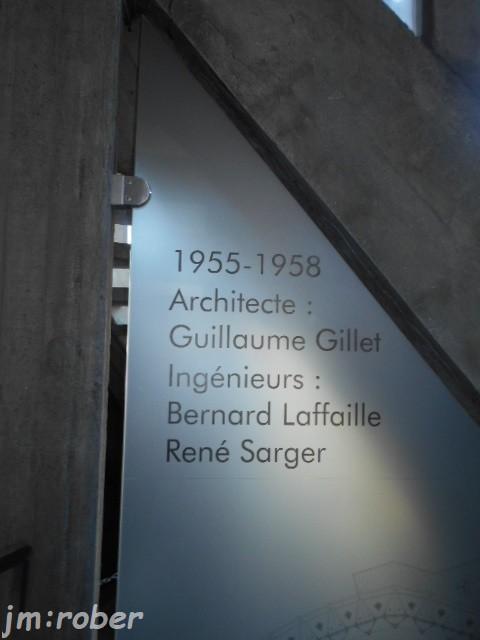 1955-1958
Architecte :
Guillaume Gillet
Ingénieurs :
Bernard Laffaille
René Sarger
jm:rober